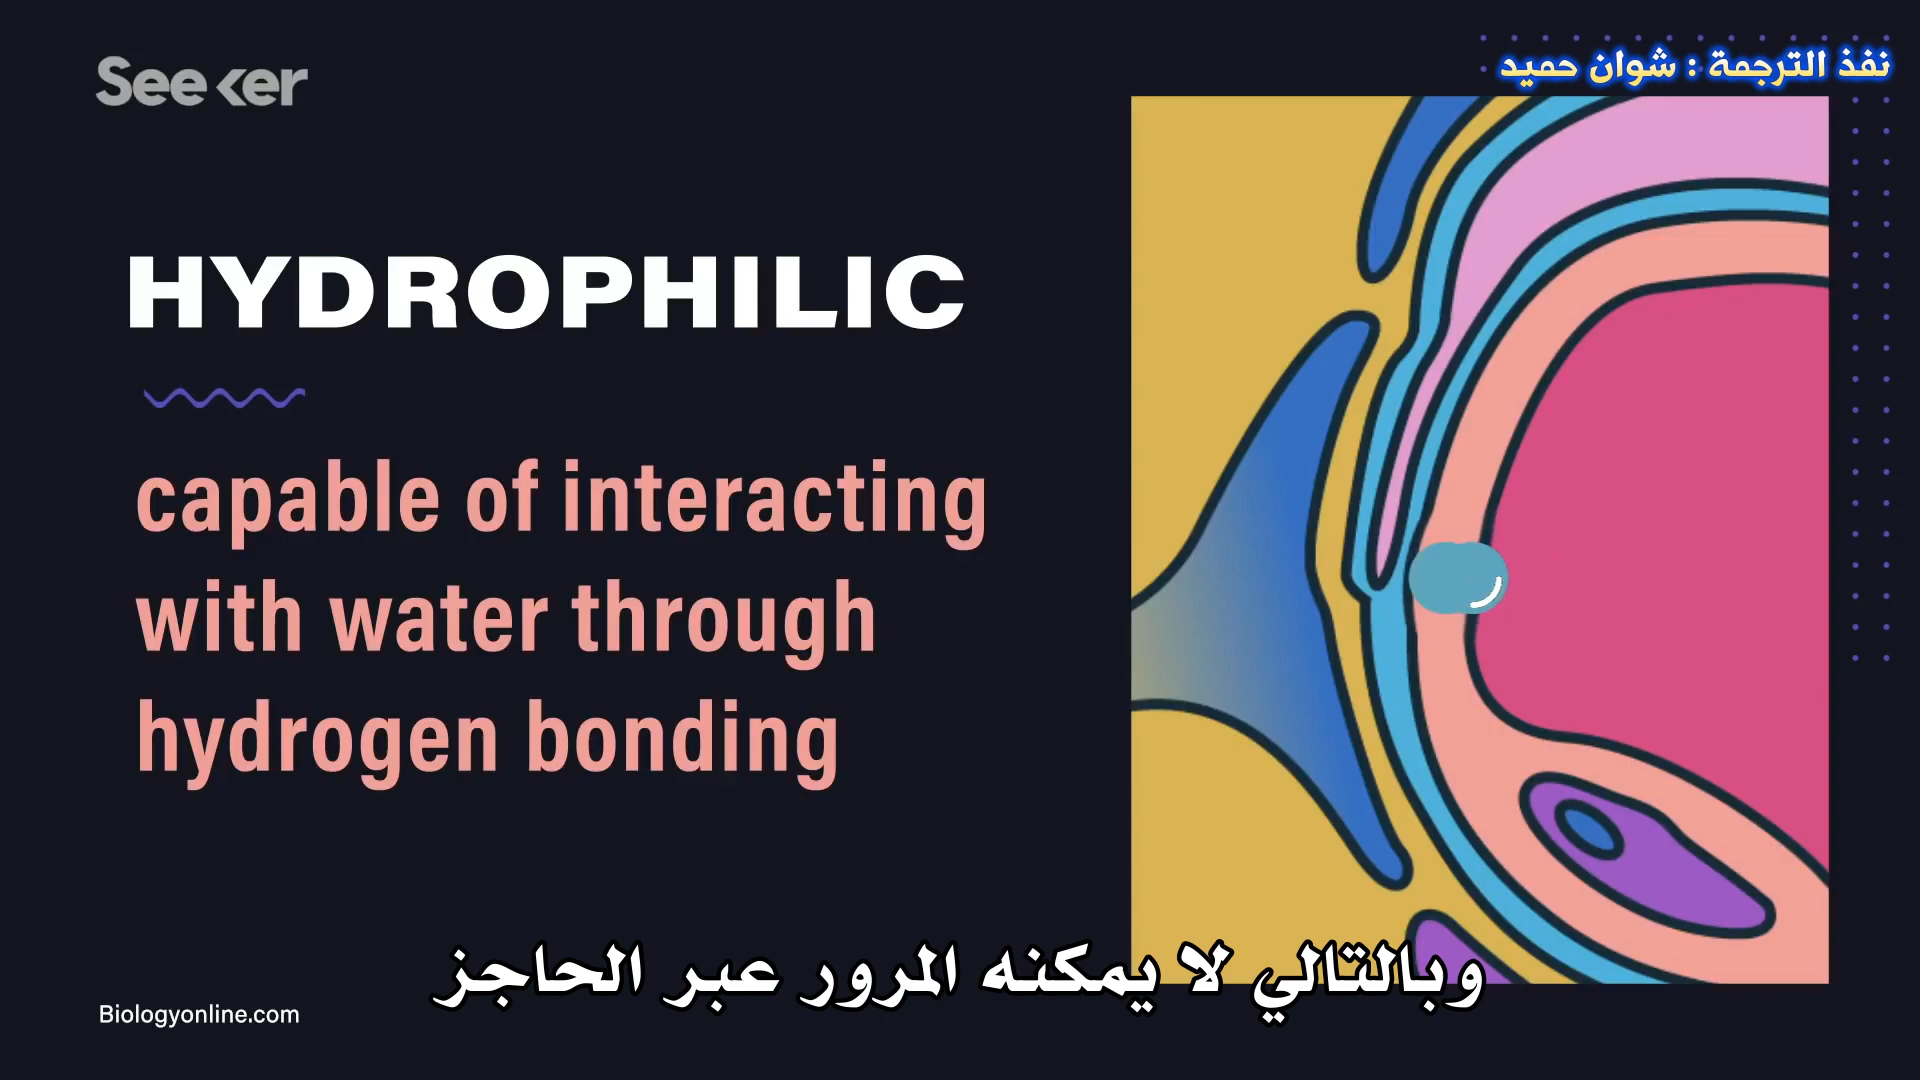 Seeker
نفذ الترجمة : شوان حميد
HYDROPHILIC
capable of interacting
with water through
hydrogen bonding
وبالتالي لا يمكنه المرور عبر الحاجز
Biologyonline.com